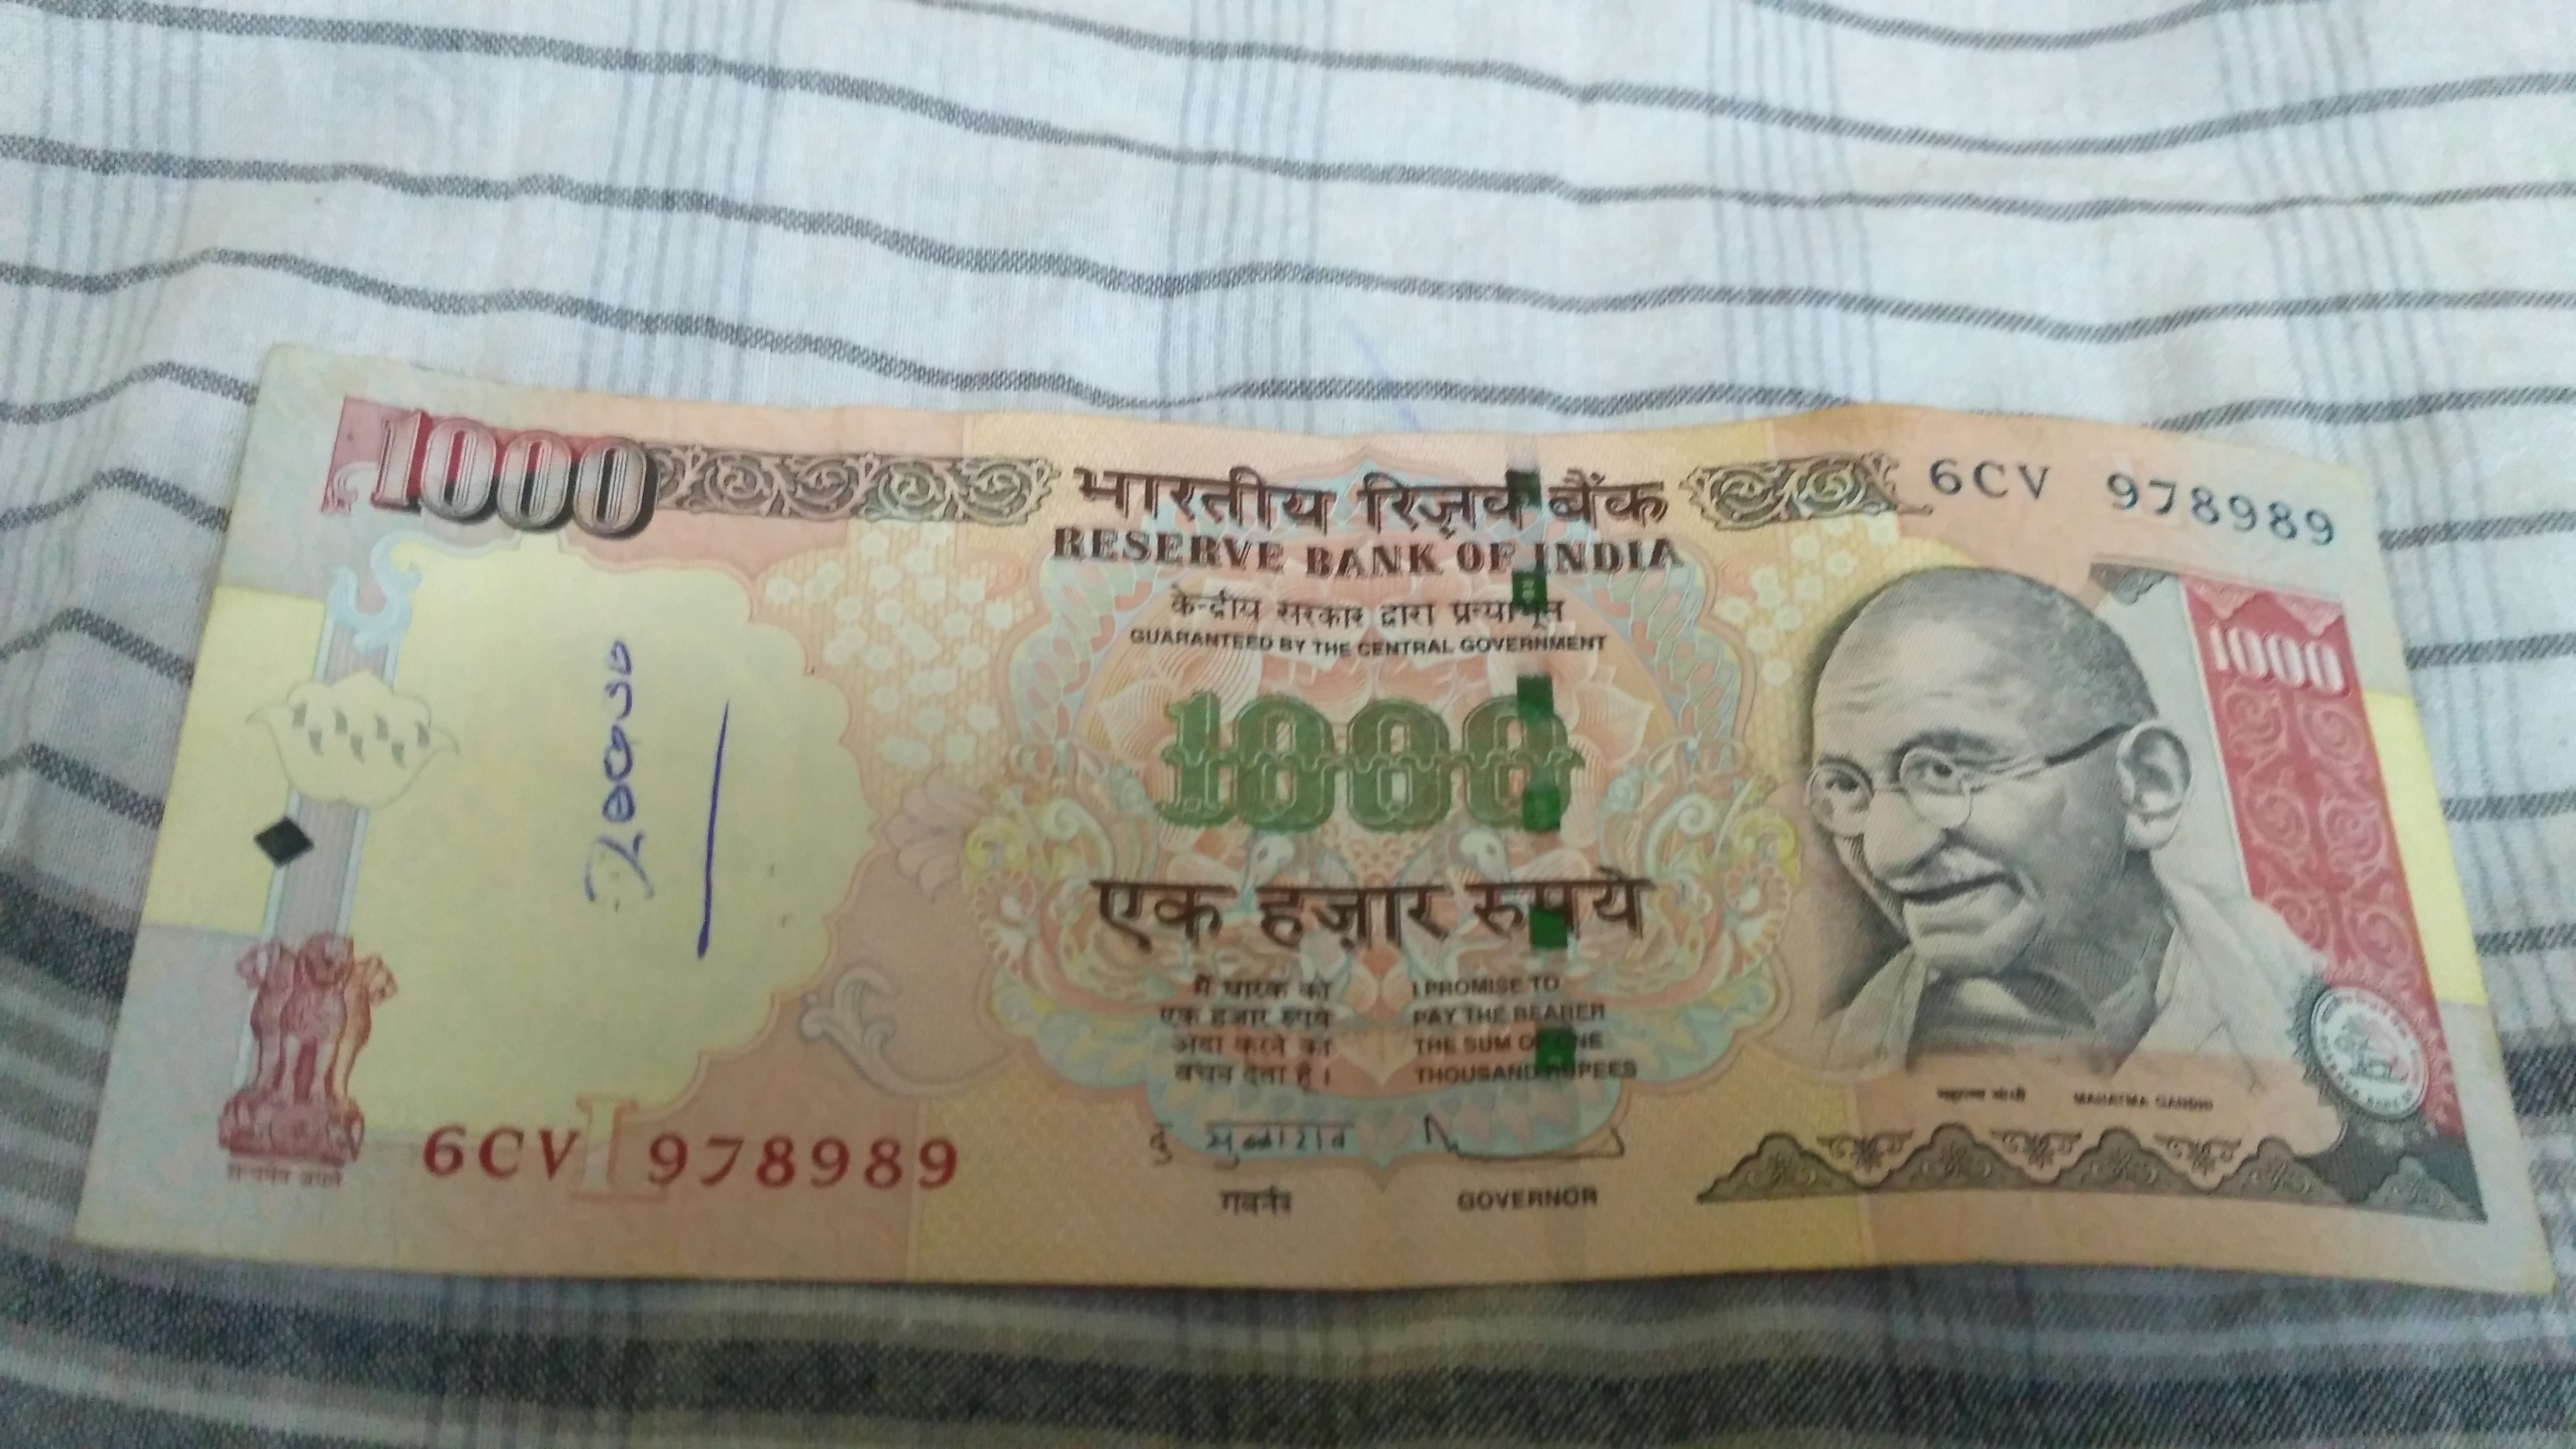 1000
भारतीय रिज़र्व बैंक
6CV 978989
RESERVE BANK OF INDIA
केन्द्रीय सरकार द्वारा प्रत्याभूत
GUARANTEED BY THE CENTRAL GOVERNMENT
1000
1000
एक हज़ार रुपये
मैं धारक को
एक हज़ार रुपये
अदा करने का
वचन देता हूँ।
I PROMISE TO
PAY THE BEARER
THE SUM OF ONE
THOUSAND RUPEES
महात्मा गांधी MAHATMA GANDHI
सत्यमेव जयते
6CV L 978989
गवर्नर GOVERNOR